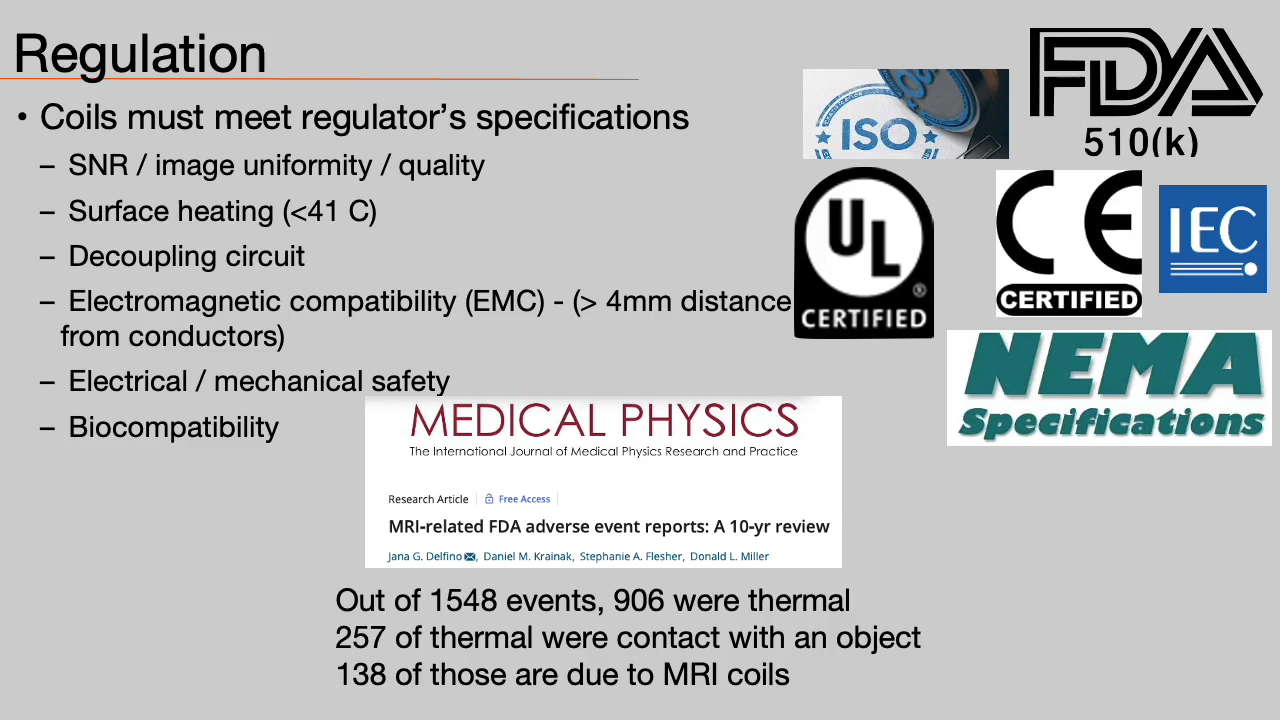 Regulation
• Coils must meet regulator’s specifications
– SNR / image uniformity / quality
– Surface heating (<41 C)
– Decoupling circuit
– Electromagnetic compatibility (EMC) - (> 4mm distance
from conductors)
– Electrical / mechanical safety
– Biocompatibility
ISO
FDA
510(k)
UL
®
CERTIFIED
CE
CERTIFIED
IEC
NEMA
Specifications
MEDICAL PHYSICS
The International Journal of Medical Physics Research and Practice
Research Article Free Access
MRI-related FDA adverse event reports: A 10-yr review
Jana G. Delfino, Daniel M. Krainak, Stephanie A. Flesher, Donald L. Miller
Out of 1548 events, 906 were thermal
257 of thermal were contact with an object
138 of those are due to MRI coils